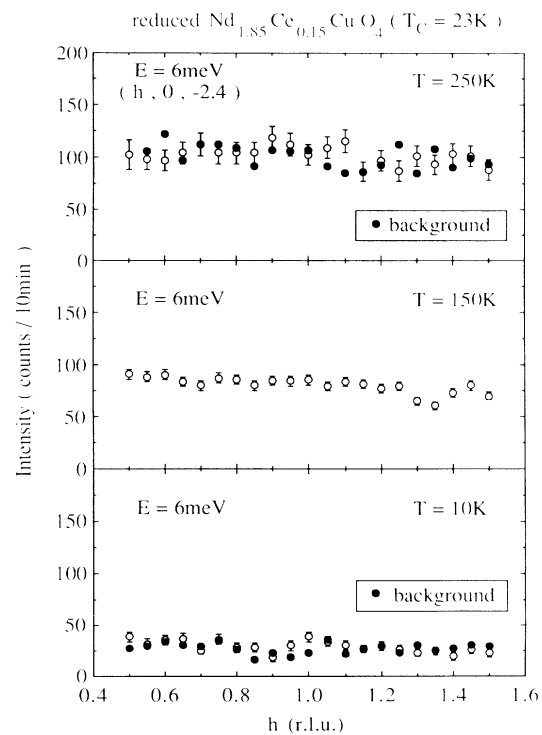 reduced Nd1.85Ce0.15CuO4 ( TC = 23K )
200
E = 6meV
( h , 0 , -2.4 )
T = 250K
150
100
50
● background
0
E = 6meV
T = 150K
150
100
50
0
E = 6meV
T = 10K
150
100
● background
50
0
0.4 0.6 0.8 1.0 1.2 1.4 1.6
h (r.l.u.)
Intensity ( counts / 10min )